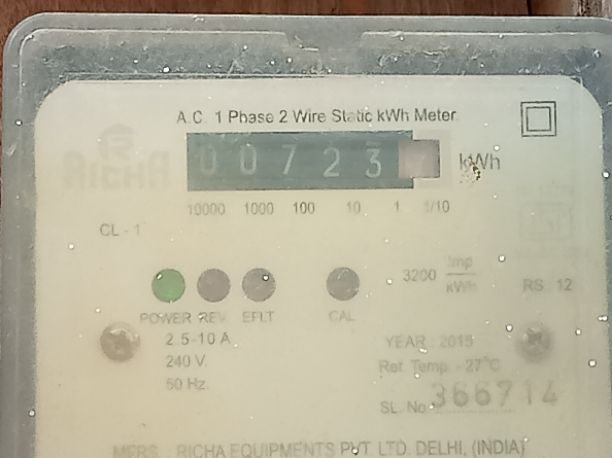 A.C. 1 Phase 2 Wire Static kWh Meter
RICHA
0 0 7 2 3 kWh
10000 1000 100 10 1 1/10
CL - 1
3200 Imp/kWh
RS. 12
POWER REV. EFLT CAL
2.5-10 A.
240 V.
50 Hz.
YEAR : 2015
Ref. Temp. - 27°C
SL. No. 366714
MFRS. : RICHA EQUIPMENTS PVT. LTD. DELHI, (INDIA)